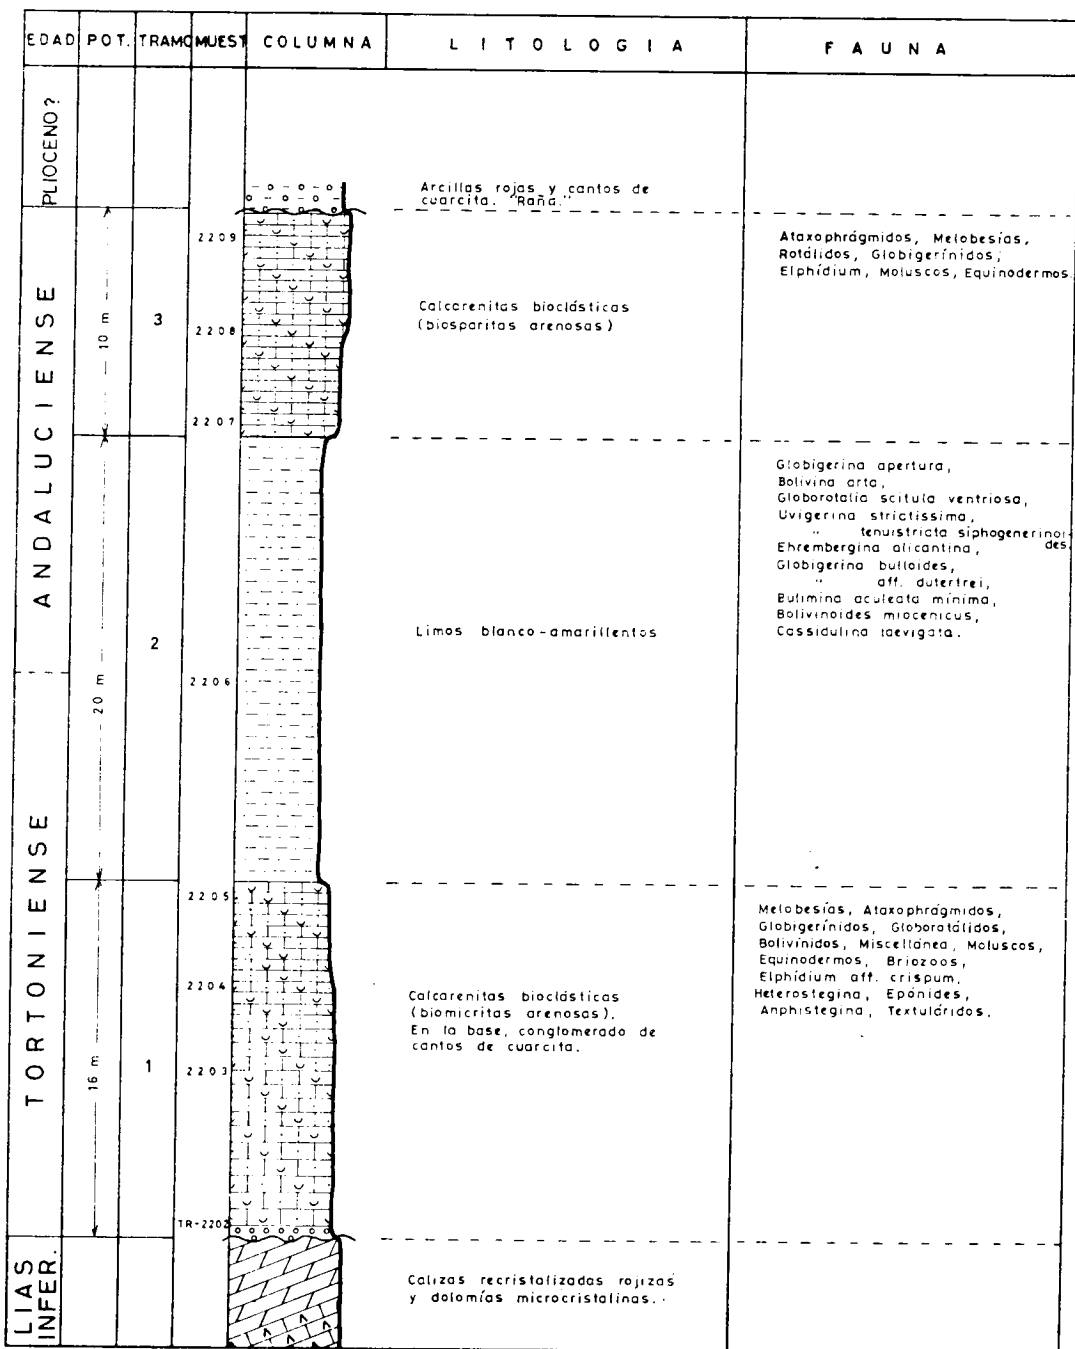 EDAD POT. TRAMO MUEST COLUMNA LITOLOGIA FAUNA
PLIOCENO?
Arcillas rojas y cantos de
cuarcita. "Raña."
ANDALUCIENSE
10 m
3
2209
2208
2207
Calcarenitas bioclásticas
(biosparitas arenosas)
Ataxophrágmidos, Melobesías,
Rotálidos, Globigerínidos,
Elphídium, Moluscos, Equinodermos.
20 m
2
2206
Limos blanco-amarillentos
Globigerina apertura,
Bolivina arta,
Globorotalia scitula ventriosa,
Uvigerina strictissima,
" tenuistricta siphogenerinoi-
des.
Ehrembergina alicantina,
Globigerina bulloides,
" aff. dutertrei,
Bulimina aculeata mínima,
Bolivinoides miocenicus,
Cassidulina laevigata.
TORTONIENSE
16 m
1
2205
2204
2203
TR-2202
Calcarenitas bioclásticas
(biomicritas arenosas).
En la base, conglomerado de
cantos de cuarcita.
Melobesías, Ataxophrágmidos,
Globigerínidos, Globorotálidos,
Bolivínidos, Miscellánea, Moluscos,
Equinodermos, Briozoos,
Elphídium aff. crispum,
Heterostegina, Epónides,
Anphistegina, Textuláridos.
LIAS
INFER.
Calizas recristalizadas rojizas
y dolomías microcristalinas.